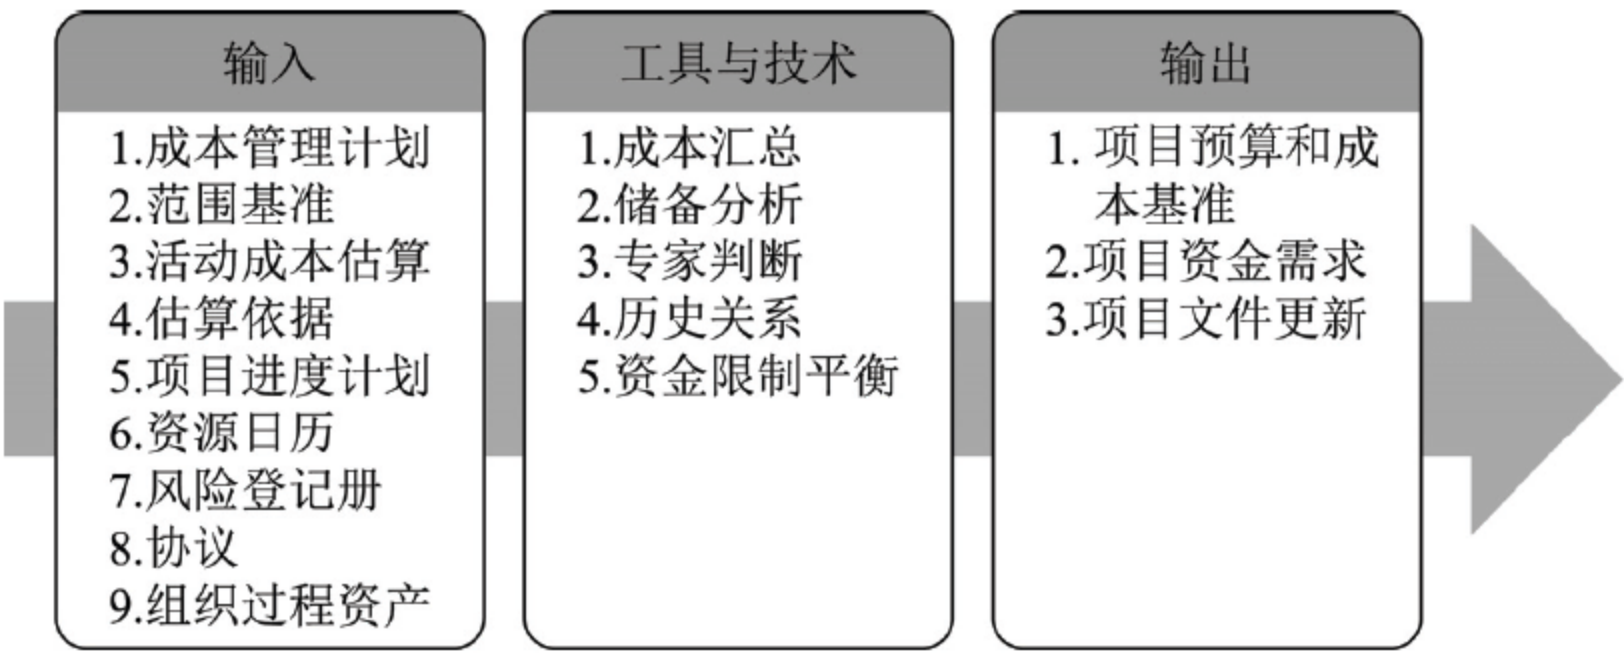 输入
1.成本管理计划
2.范围基准
3.活动成本估算
4.估算依据
5.项目进度计划
6.资源日历
7.风险登记册
8.协议
9.组织过程资产
工具与技术
1.成本汇总
2.储备分析
3.专家判断
4.历史关系
5.资金限制平衡
输出
1. 项目预算和成
本基准
2.项目资金需求
3.项目文件更新